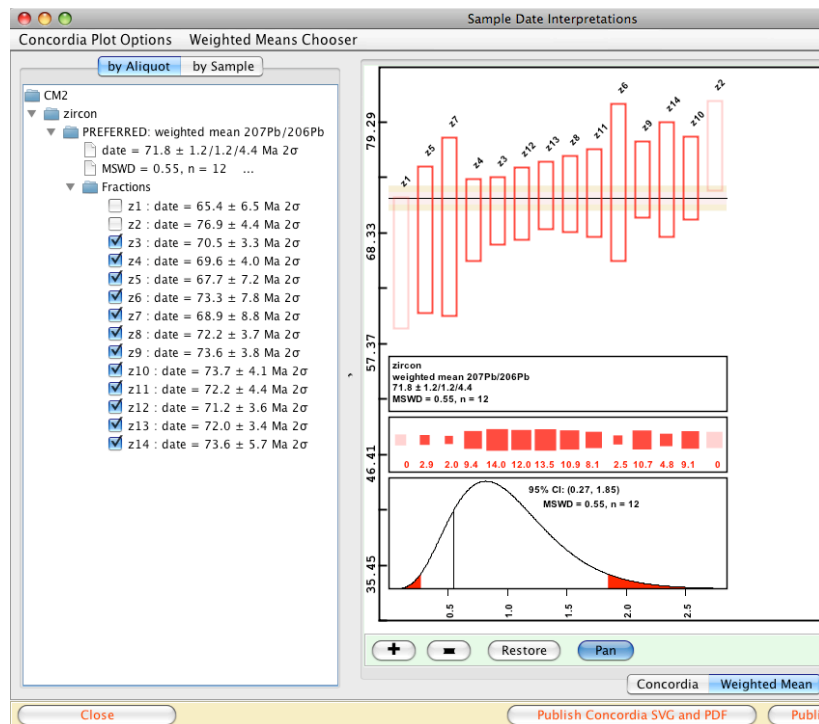 Sample Date Interpretations
Concordia Plot Options Weighted Means Chooser
by Aliquot by Sample
CM2
zircon
PREFERRED: weighted mean 207Pb/206Pb
date = 71.8 ± 1.2/1.2/4.4 Ma 2σ
MSWD = 0.55, n = 12 ...
Fractions
z1 : date = 65.4 ± 6.5 Ma 2σ
z2 : date = 76.9 ± 4.4 Ma 2σ
z3 : date = 70.5 ± 3.3 Ma 2σ
z4 : date = 69.6 ± 4.0 Ma 2σ
z5 : date = 67.7 ± 7.2 Ma 2σ
z6 : date = 73.3 ± 7.8 Ma 2σ
z7 : date = 68.9 ± 8.8 Ma 2σ
z8 : date = 72.2 ± 3.7 Ma 2σ
z9 : date = 73.6 ± 3.8 Ma 2σ
z10 : date = 73.7 ± 4.1 Ma 2σ
z11 : date = 72.2 ± 4.4 Ma 2σ
z12 : date = 71.2 ± 3.6 Ma 2σ
z13 : date = 72.0 ± 3.4 Ma 2σ
z14 : date = 73.6 ± 5.7 Ma 2σ
79.29
68.33
57.37
46.41
35.45
z1 z5 z7 z4 z3 z12 z13 z8 z11 z6 z9 z14 z10 z2
zircon
weighted mean 207Pb/206Pb
71.8 ± 1.2/1.2/4.4
MSWD = 0.55, n = 12
0 2.9 2.0 9.4 14.0 12.0 13.5 10.9 8.1 2.5 10.7 4.8 9.1 0
95% CI: (0.27, 1.85)
MSWD = 0.55, n = 12
0.5 1.0 1.5 2.0 2.5
Restore Pan
Concordia Weighted Mean
Close Publish Concordia SVG and PDF Publi